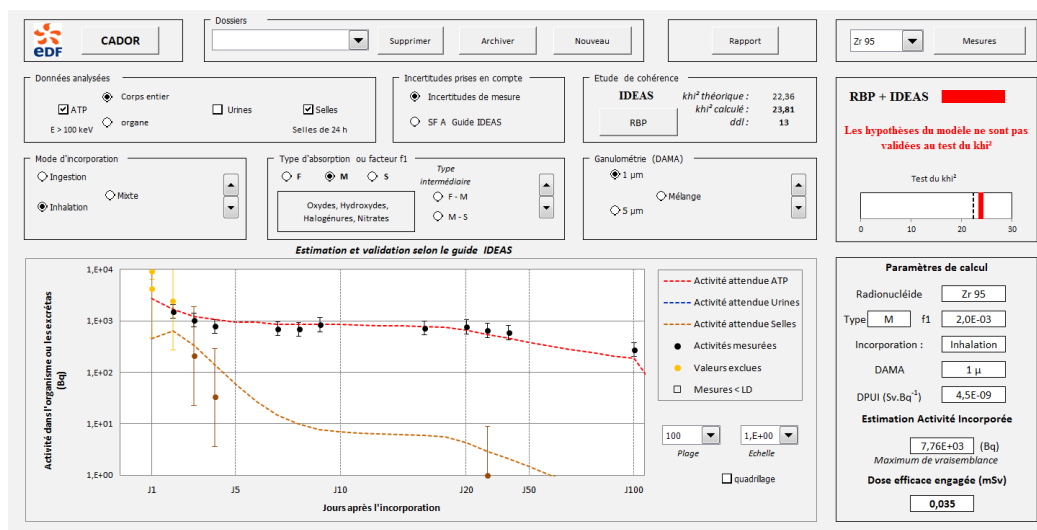 eDF
CADOR
Dossiers
Supprimer
Archiver
Nouveau
Rapport
Zr 95
Mesures
Données analysées
ATP
E > 100 keV
Corps entier
organe
Urines
Selles
Selles de 24 h
Incertitudes prises en compte
Incertitudes de mesure
SF A Guide IDEAS
Etude de cohérence
IDEAS
RBP
khi² théorique : 22,36
khi² calculé : 23,81
ddl : 13
RBP + IDEAS
Les hypothèses du modèle ne sont pas
validées au test du khi²
Test du khi²
0 10 20 30
Mode d'incorporation
Ingestion
Mixte
Inhalation
Type d'absorption ou facteur f1
F M S
Oxydes, Hydroxydes,
Halogénures, Nitrates
Type
intermédiaire
F - M
M - S
Ganulométrie (DAMA)
1 µm
Mélange
5 µm
Estimation et validation selon le guide IDEAS
Activité dans l'organisme ou les excrétas
(Bq)
1,E+04
1,E+03
1,E+02
1,E+01
1,E+00
J1 J5 J10 J20 J50 J100
Jours après l'incorporation
Activité attendue ATP
Activité attendue Urines
Activité attendue Selles
Activités mesurées
Valeurs exclues
Mesures < LD
100
Plage
1,E+00
Echelle
quadrillage
Paramètres de calcul
Radionucléide Zr 95
Type M f1 2,0E-03
Incorporation : Inhalation
DAMA 1 µ
DPUI (Sv.Bq⁻¹) 4,5E-09
Estimation Activité Incorporée
7,76E+03 (Bq)
Maximum de vraisemblance
Dose efficace engagée (mSv)
0,035